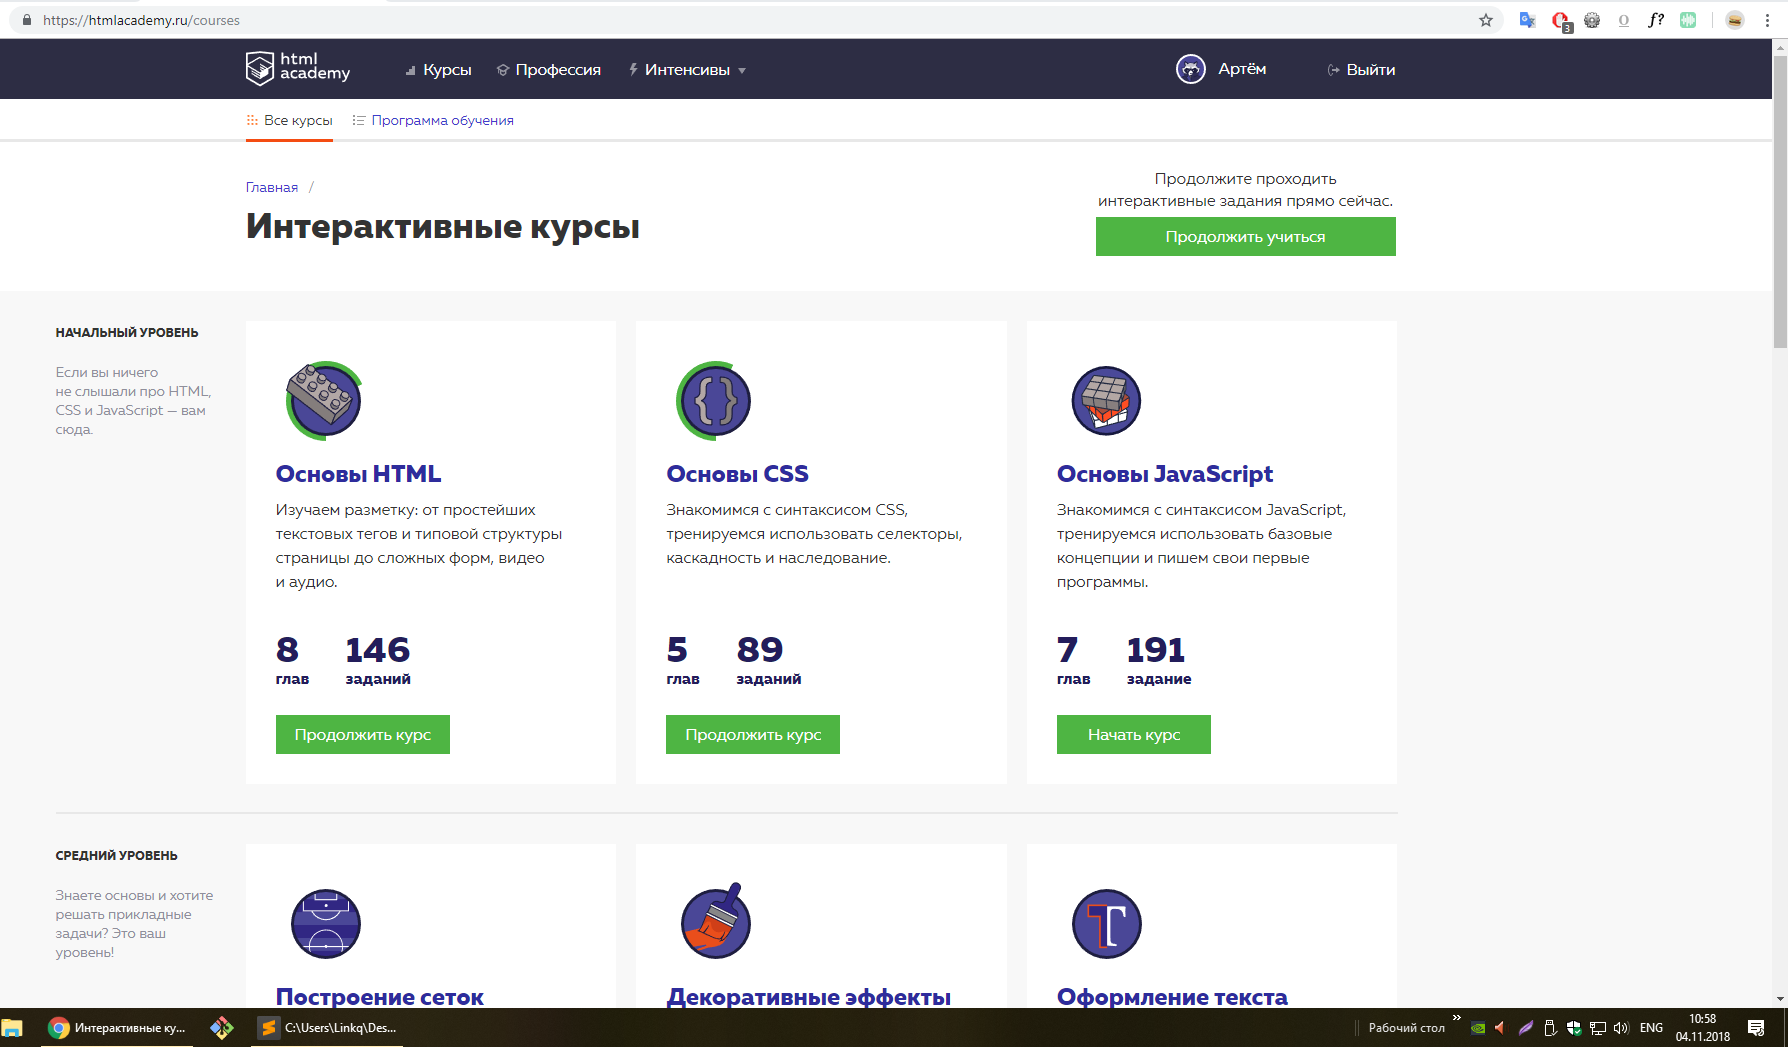 https://htmlacademy.ru/courses
3
f?
html
academy
Курсы
Профессия
Интенсивы
Артём
Выйти
Все курсы
Программа обучения
Главная /
Интерактивные курсы
Продолжите проходить
интерактивные задания прямо сейчас.
Продолжить учиться
НАЧАЛЬНЫЙ УРОВЕНЬ
Если вы ничего
не слышали про HTML,
CSS и JavaScript — вам
сюда.
Основы HTML
Изучаем разметку: от простейших
текстовых тегов и типовой структуры
страницы до сложных форм, видео
и аудио.
8 146
глав заданий
Продолжить курс
Основы CSS
Знакомимся с синтаксисом CSS,
тренируемся использовать селекторы,
каскадность и наследование.
5 89
глав заданий
Продолжить курс
Основы JavaScript
Знакомимся с синтаксисом JavaScript,
тренируемся использовать базовые
концепции и пишем свои первые
программы.
7 191
глав задание
Начать курс
СРЕДНИЙ УРОВЕНЬ
Знаете основы и хотите
решать прикладные
задачи? Это ваш
уровень!
Построение сеток
Декоративные эффекты
Оформление текста
Интерактивные ку...
C:\Users\Linkq\Des...
Рабочий стол
ENG
10:58
04.11.2018